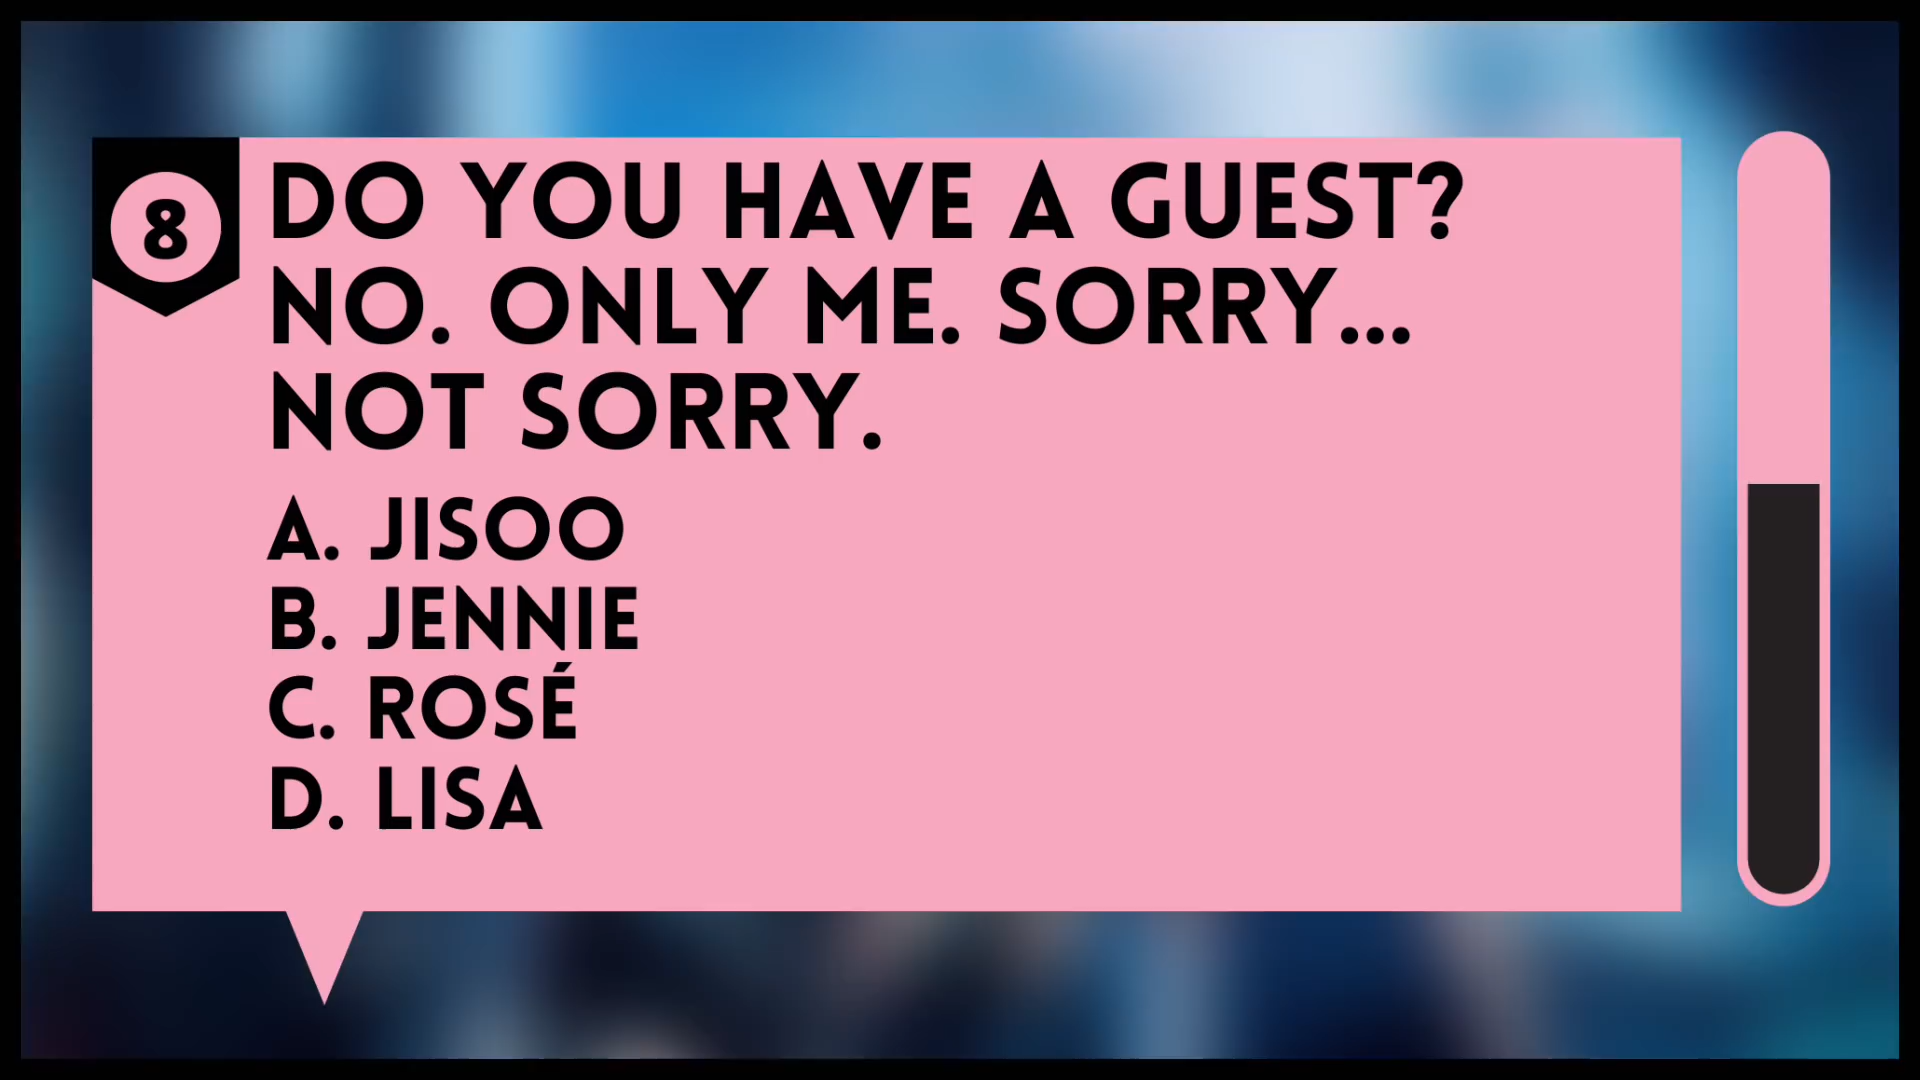 8
DO YOU HAVE A GUEST?
NO. ONLY ME. SORRY...
NOT SORRY.
A. JISOO
B. JENNIE
C. ROSÉ
D. LISA